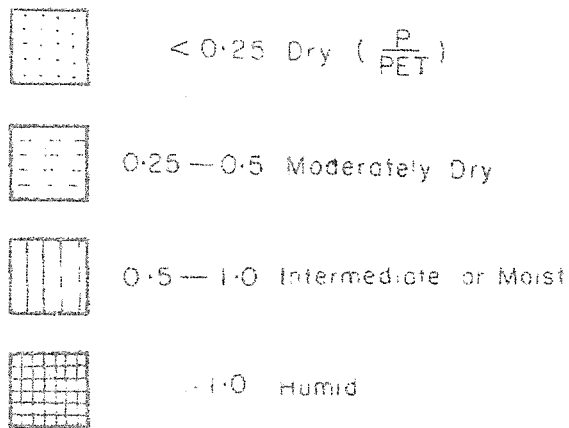 < 0·25 Dry ( P/PET )
0·25 — 0·5 Moderately Dry
0·5 — 1·0 Intermediate or Moist
1·0 Humid